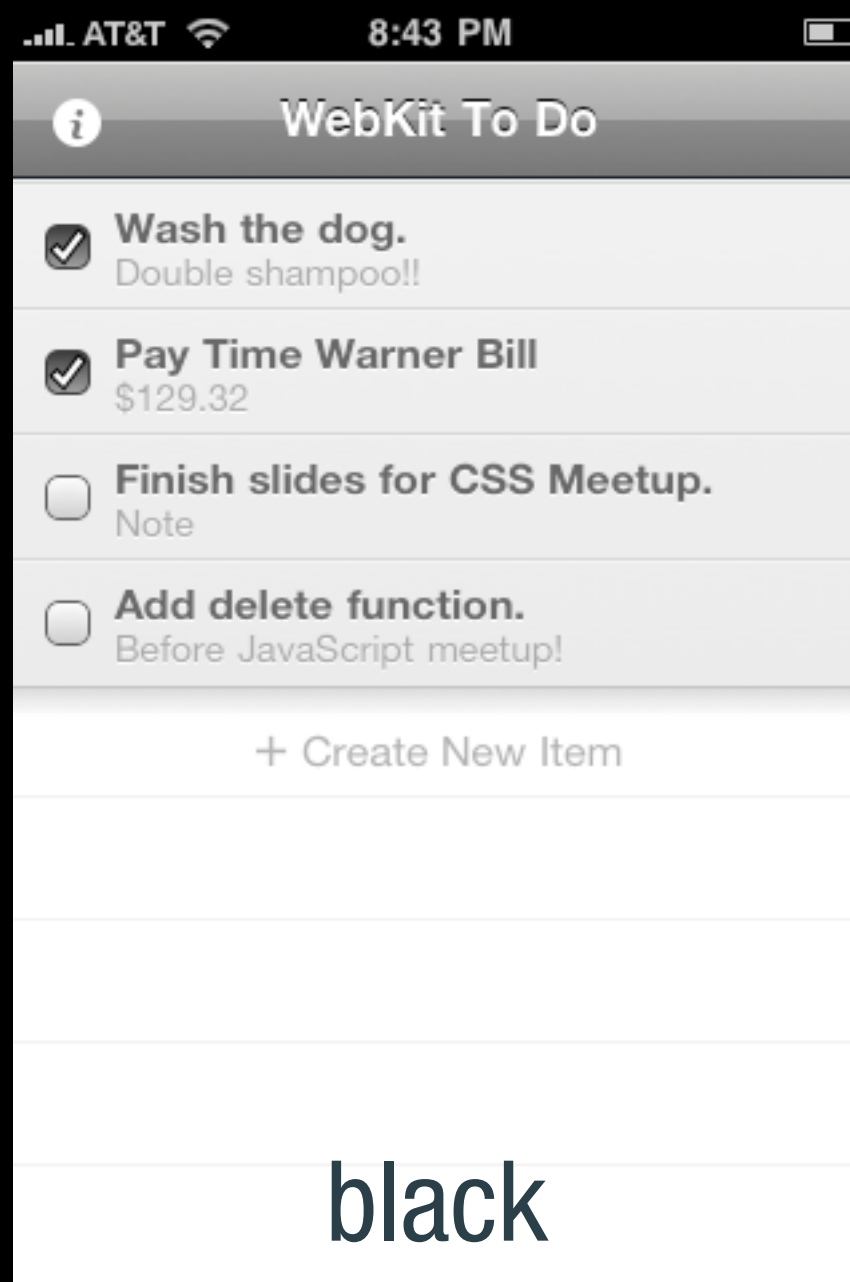 AT&T 8:43 PM
i WebKit To Do
Wash the dog.
Double shampoo!!
Pay Time Warner Bill
$129.32
Finish slides for CSS Meetup.
Note
Add delete function.
Before JavaScript meetup!
+ Create New Item
black